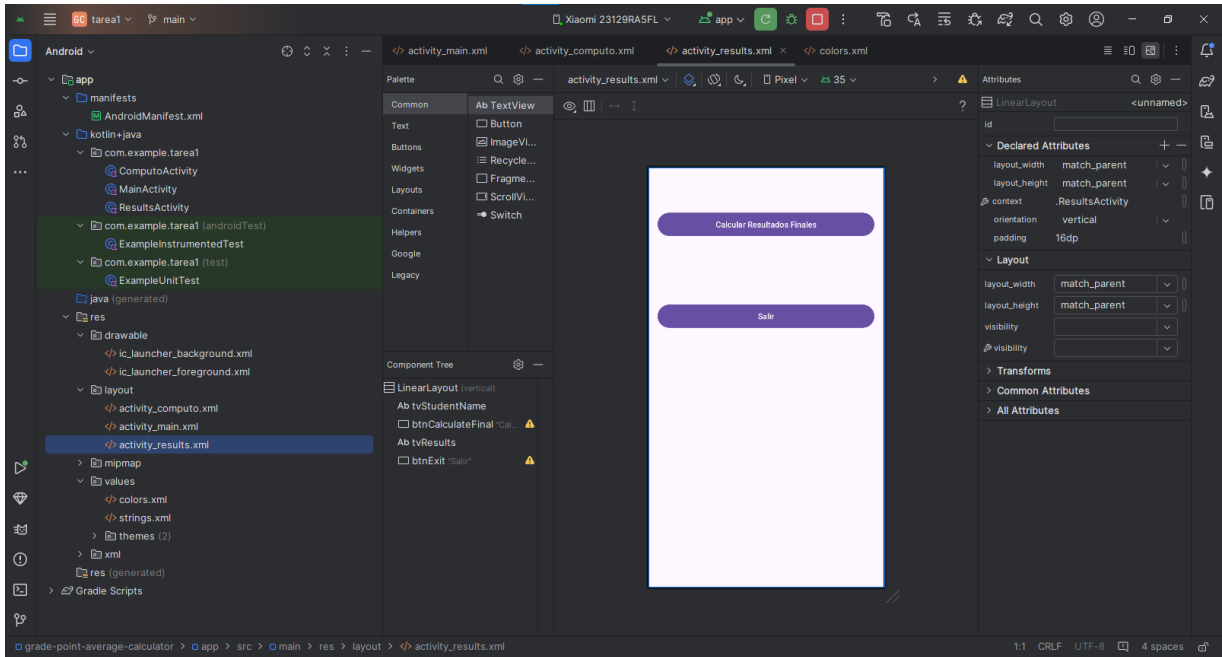 GC tarea1 main Xiaomi 23129RA5FL app
Android
app
manifests
AndroidManifest.xml
kotlin+java
com.example.tarea1
ComputoActivity
MainActivity
ResultsActivity
com.example.tarea1 (androidTest)
ExampleInstrumentedTest
com.example.tarea1 (test)
ExampleUnitTest
java (generated)
res
drawable
ic_launcher_background.xml
ic_launcher_foreground.xml
layout
activity_computo.xml
activity_main.xml
activity_results.xml
mipmap
values
colors.xml
strings.xml
themes (2)
xml
res (generated)
Gradle Scripts
activity_main.xml activity_computo.xml activity_results.xml colors.xml
Palette
Common
Text
Buttons
Widgets
Layouts
Containers
Helpers
Google
Legacy
Ab TextView
Button
ImageVi...
Recycle...
Fragme...
ScrollVi...
Switch
Component Tree
LinearLayout (vertical)
Ab tvStudentName
btnCalculateFinal "Cal...
Ab tvResults
btnExit "Salir"
activity_results.xml Pixel 35
?
Calcular Resultados Finales
Salir
Attributes
LinearLayout <unnamed>
id
Declared Attributes
layout_width match_parent
layout_height match_parent
context .ResultsActivity
orientation vertical
padding 16dp
Layout
layout_width match_parent
layout_height match_parent
visibility
visibility
Transforms
Common Attributes
All Attributes
grade-point-average-calculator > app > src > main > res > layout > activity_results.xml 1:1 CRLF UTF-8 4 spaces